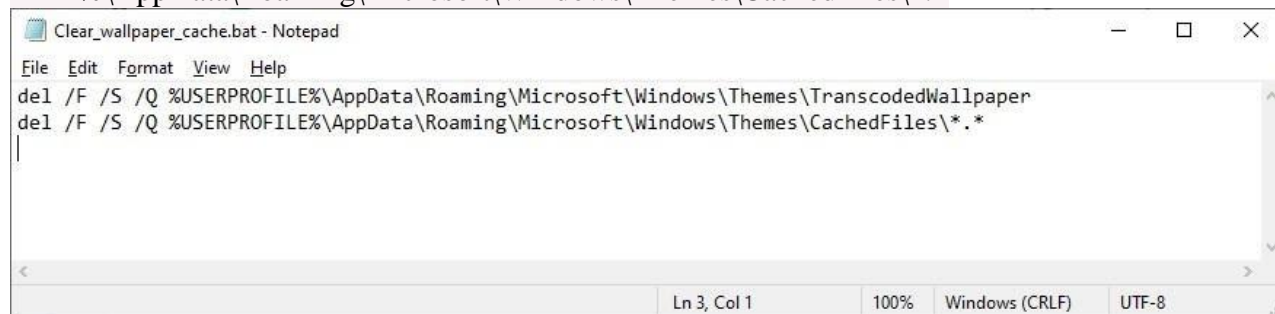 Clear_wallpaper_cache.bat - Notepad
File Edit Format View Help
del /F /S /Q %USERPROFILE%\AppData\Roaming\Microsoft\Windows\Themes\TranscodedWallpaper
del /F /S /Q %USERPROFILE%\AppData\Roaming\Microsoft\Windows\Themes\CachedFiles\*.*
Ln 3, Col 1 100% Windows (CRLF) UTF-8